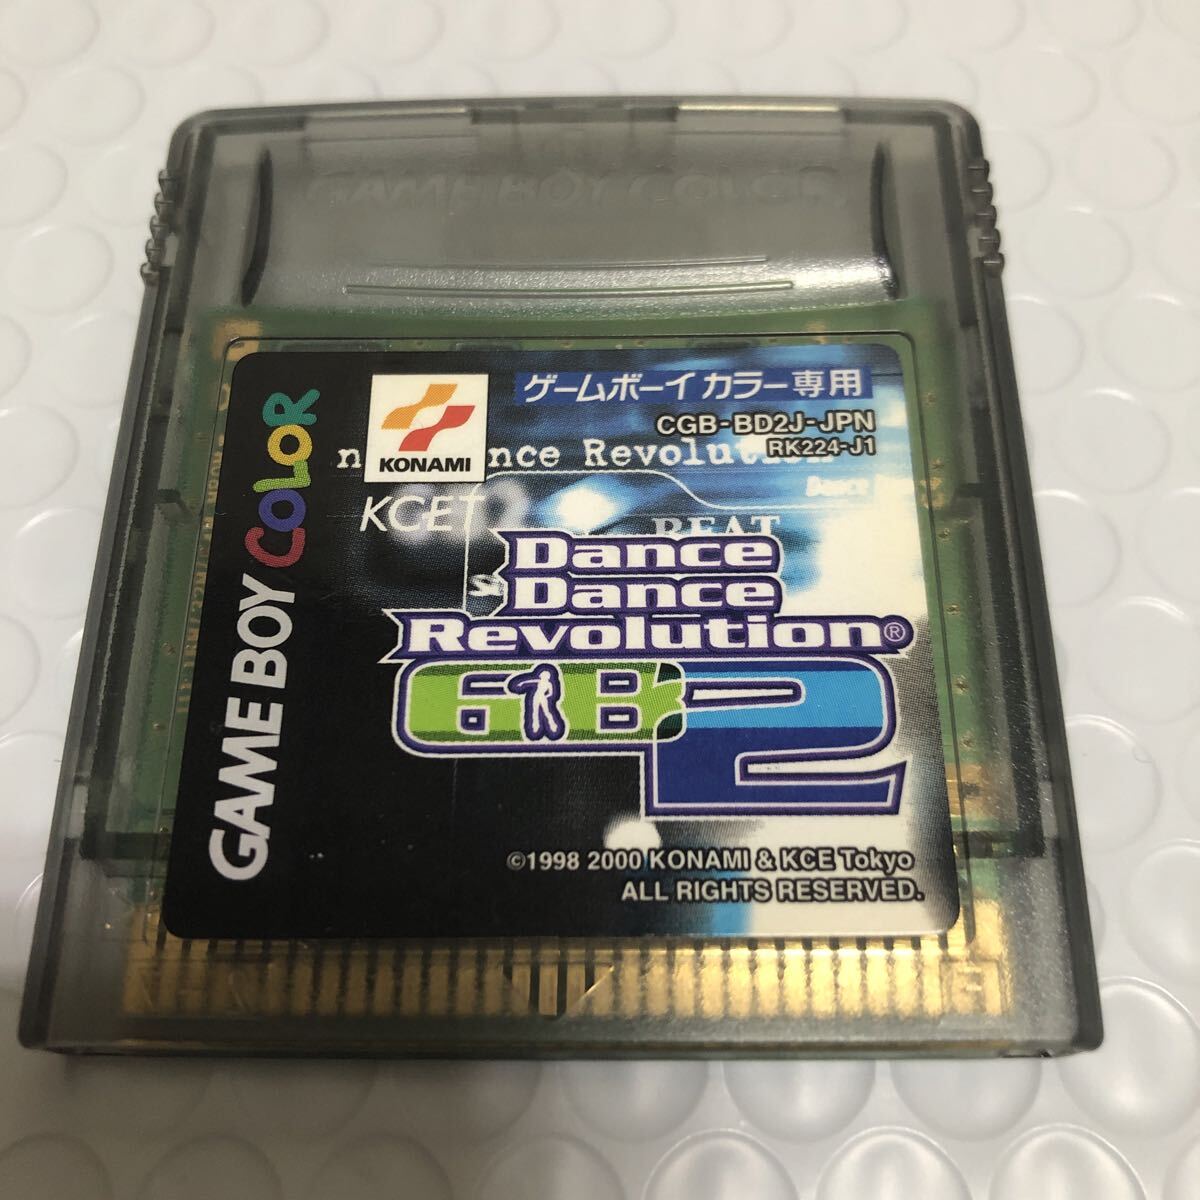 GAME BOY COLOR
GAME BOY COLOR
KONAMI
ゲームボーイカラー専用
CGB-BD2J-JPN
RK224-J1
nce Revolution
KCET
Dance
BEAT
Dance
Dance
Revolution®
GB2
©1998 2000 KONAMI & KCE Tokyo
ALL RIGHTS RESERVED.